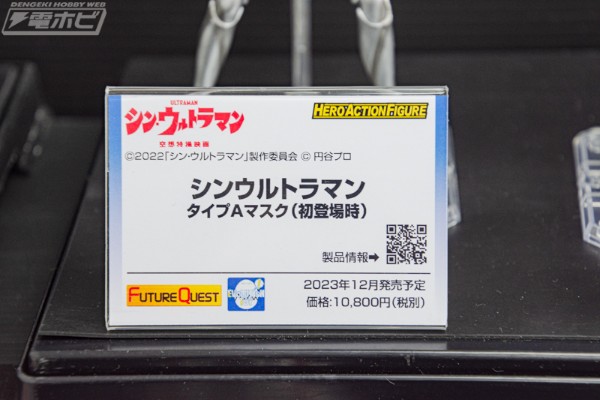 DENGEKI HOBBY WEB
電ホビ
ULTRAMAN
シン・ウルトラマン
空想特撮映画
HERO ACTION FIGURE
©2022「シン・ウルトラマン」製作委員会 © 円谷プロ
シンウルトラマン
タイプAマスク(初登場時)
製品情報➡
FUTURE QUEST
2023年12月発売予定
価格:10,800円(税別)